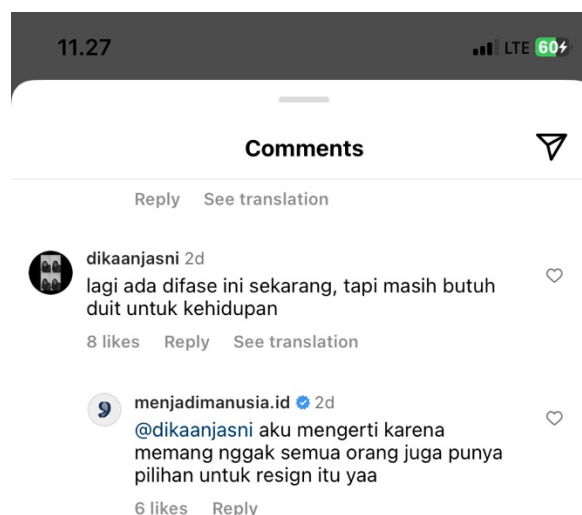 11.27 LTE 60
Comments
Reply See translation
dikaanjasni 2d
lagi ada difase ini sekarang, tapi masih butuh
duit untuk kehidupan
8 likes Reply See translation
menjadimanusia.id 2d
@dikaanjasni aku mengerti karena
memang nggak semua orang juga punya
pilihan untuk resign itu yaa
6 likes Reply